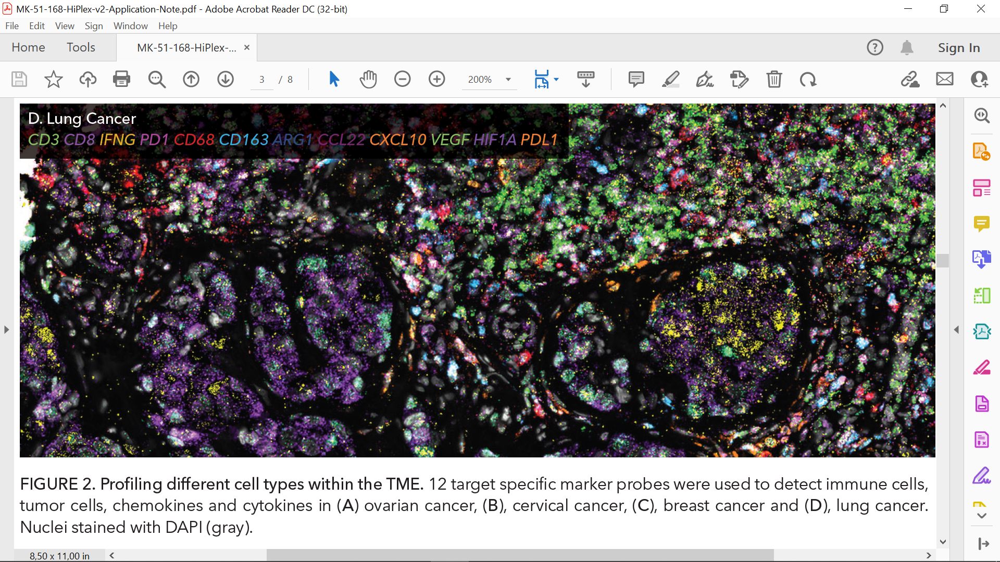 MK-51-168-HiPlex-v2-Application-Note.pdf - Adobe Acrobat Reader DC (32-bit)
File Edit View Sign Window Help
Home Tools MK-51-168-HiPlex-... × Sign In
3 / 8 200%
D. Lung Cancer
CD3 CD8 IFNG PD1 CD68 CD163 ARG1 CCL22 CXCL10 VEGF HIF1A PDL1
FIGURE 2. Profiling different cell types within the TME. 12 target specific marker probes were used to detect immune cells,
tumor cells, chemokines and cytokines in (A) ovarian cancer, (B), cervical cancer, (C), breast cancer and (D), lung cancer.
Nuclei stained with DAPI (gray).
8,50 x 11,00 in